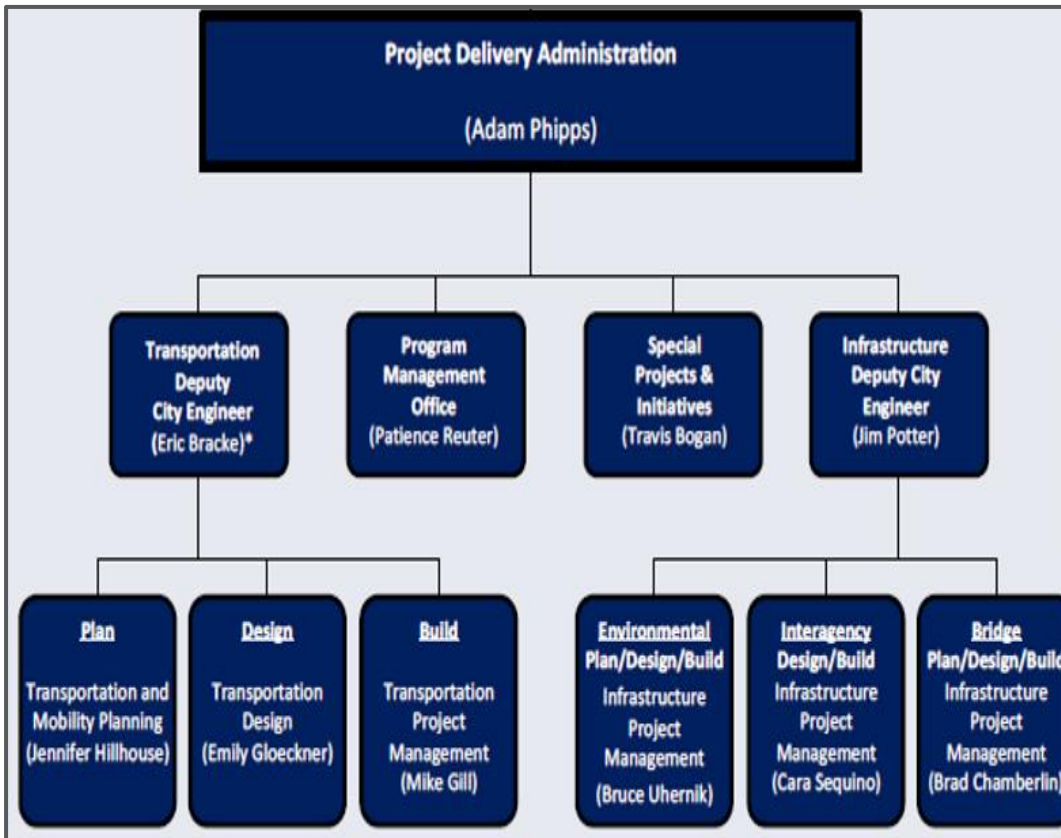 Project Delivery Administration
(Adam Phipps)
Transportation
Deputy
City Engineer
(Eric Bracke)*
Program
Management
Office
(Patience Reuter)
Special
Projects &
Initiatives
(Travis Bogan)
Infrastructure
Deputy City
Engineer
(Jim Potter)
Plan
Transportation and
Mobility Planning
(Jennifer Hillhouse)
Design
Transportation
Design
(Emily Gloeckner)
Build
Transportation
Project
Management
(Mike Gill)
Environmental
Plan/Design/Build
Infrastructure
Project
Management
(Bruce Uhernik)
Interagency
Design/Build
Infrastructure
Project
Management
(Cara Sequino)
Bridge
Plan/Design/Build
Infrastructure
Project
Management
(Brad Chamberlin)